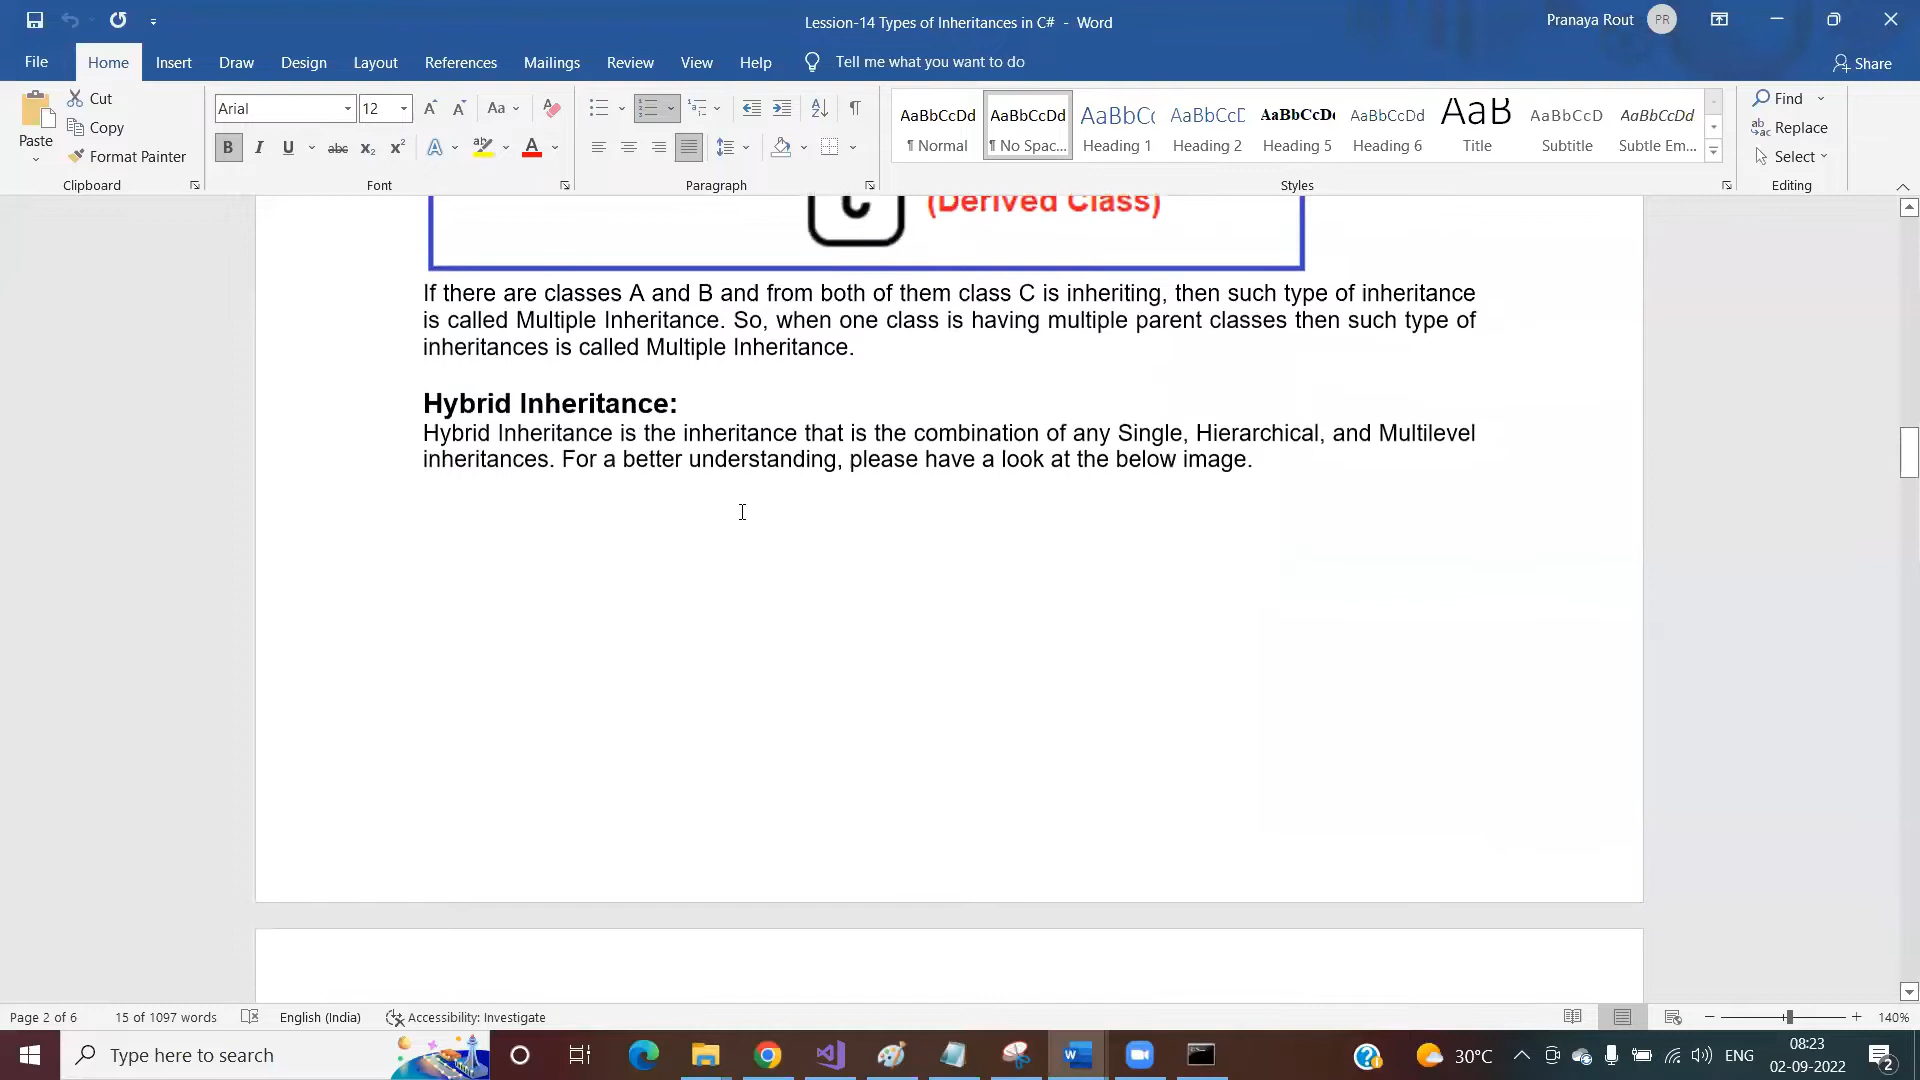 Lession-14 Types of Inheritances in C# - Word
Pranaya Rout
PR
File
Home
Insert
Draw
Design
Layout
References
Mailings
Review
View
Help
Tell me what you want to do
Share
Paste
Cut
Copy
Format Painter
Clipboard
Arial
12
Aa
B
I
U
abc
x₂
x²
A
A
Font
Paragraph
AaBbCcDd
¶ Normal
AaBbCcDd
¶ No Spac...
AaBbC(
Heading 1
AaBbCcE
Heading 2
AaBbCcDd
Heading 5
AaBbCcDd
Heading 6
AaB
Title
AaBbCcD
Subtitle
AaBbCcDd
Subtle Em...
Styles
Find
Replace
Select
Editing
C
(Derived Class)
If there are classes A and B and from both of them class C is inheriting, then such type of inheritance
is called Multiple Inheritance. So, when one class is having multiple parent classes then such type of
inheritances is called Multiple Inheritance.
Hybrid Inheritance:
Hybrid Inheritance is the inheritance that is the combination of any Single, Hierarchical, and Multilevel
inheritances. For a better understanding, please have a look at the below image.
Page 2 of 6
15 of 1097 words
English (India)
Accessibility: Investigate
140%
Type here to search
30°C
ENG
08:23
02-09-2022
2